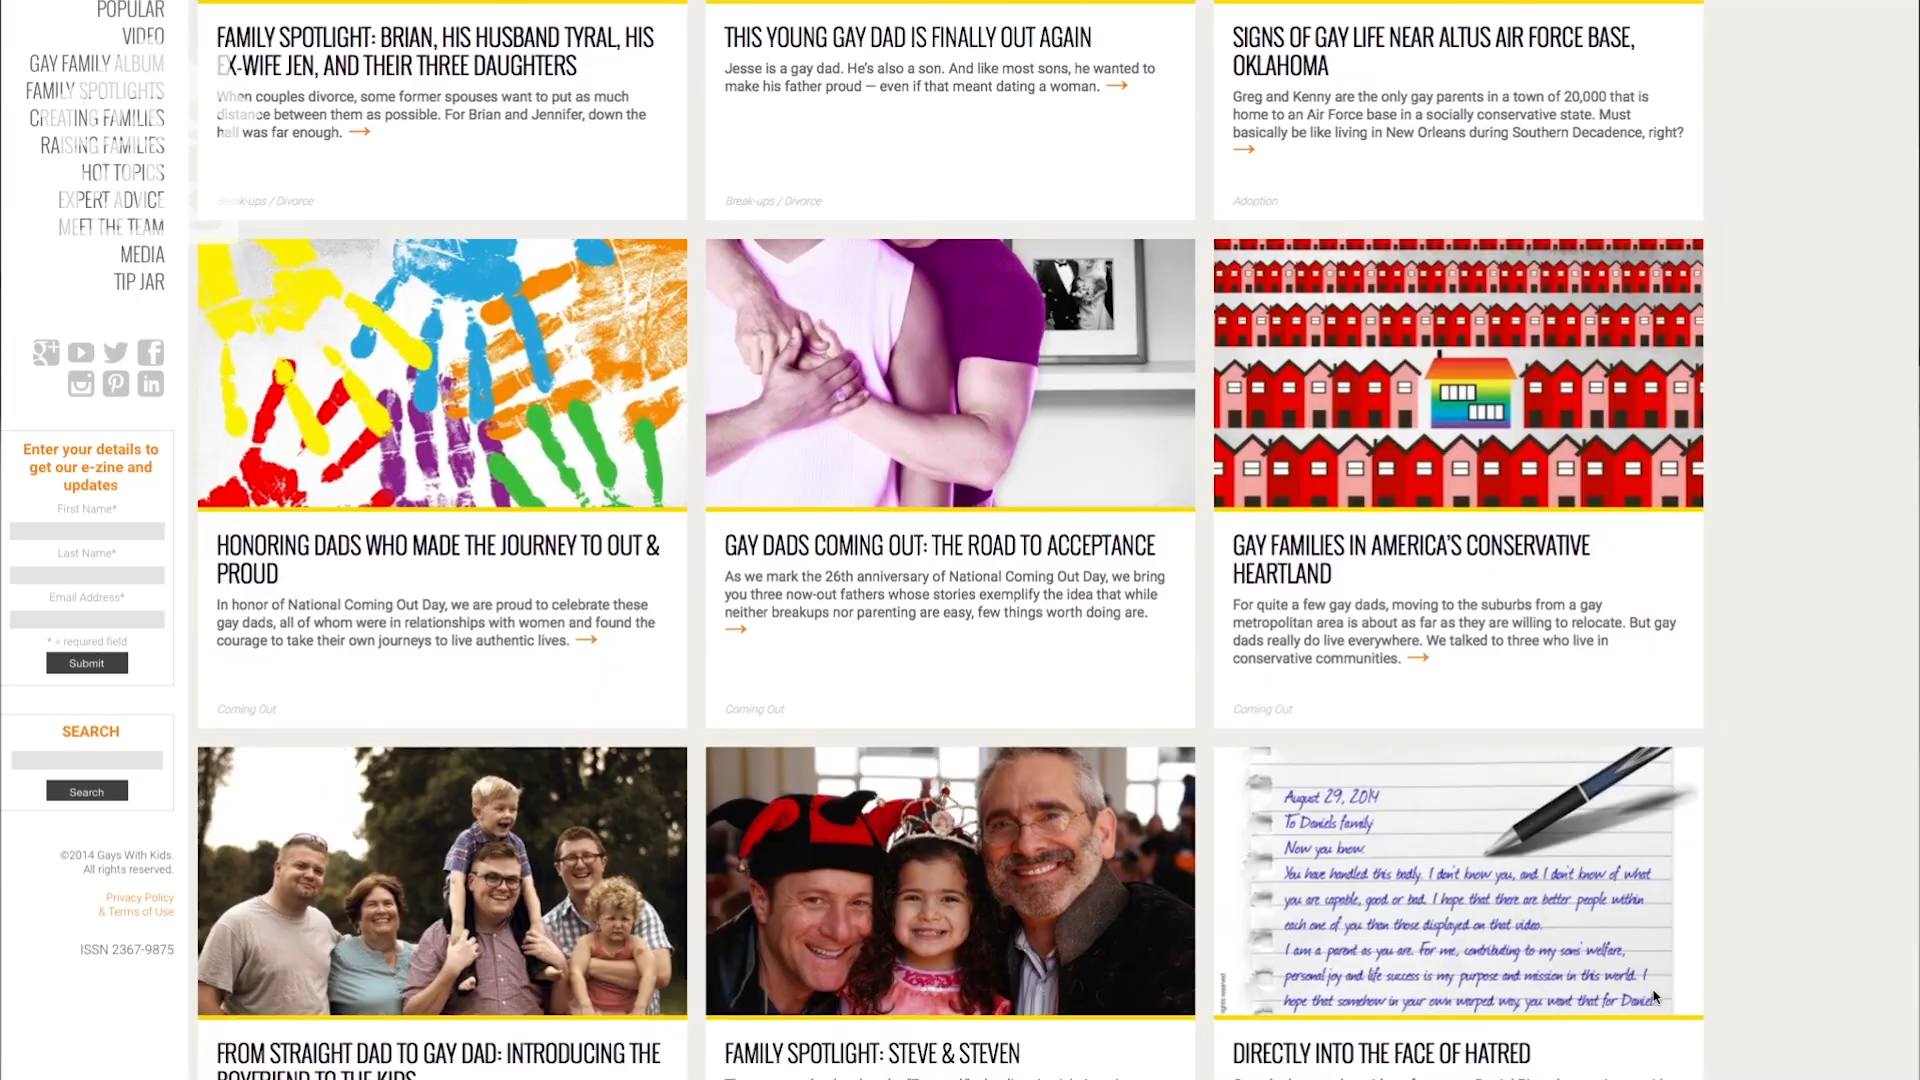 POPULAR
VIDEO
GAY FAMILY ALBUM
FAMILY SPOTLIGHTS
CREATING FAMILIES
RAISING FAMILIES
HOT TOPICS
EXPERT ADVICE
MEET THE TEAM
MEDIA
TIP JAR
Enter your details to
get our e-zine and
updates
First Name*
Last Name*
Email Address*
* = required field
Submit
SEARCH
Search
©2014 Gays With Kids.
All rights reserved.
Privacy Policy
& Terms of Use
ISSN 2367-9875
FAMILY SPOTLIGHT: BRIAN, HIS HUSBAND TYRAL, HIS
EX-WIFE JEN, AND THEIR THREE DAUGHTERS
When couples divorce, some former spouses want to put as much
distance between them as possible. For Brian and Jennifer, down the
hall was far enough. →
Break-ups / Divorce
THIS YOUNG GAY DAD IS FINALLY OUT AGAIN
Jesse is a gay dad. He's also a son. And like most sons, he wanted to
make his father proud — even if that meant dating a woman. →
Break-ups / Divorce
SIGNS OF GAY LIFE NEAR ALTUS AIR FORCE BASE,
OKLAHOMA
Greg and Kenny are the only gay parents in a town of 20,000 that is
home to an Air Force base in a socially conservative state. Must
basically be like living in New Orleans during Southern Decadence, right?
→
Adoption
HONORING DADS WHO MADE THE JOURNEY TO OUT &
PROUD
In honor of National Coming Out Day, we are proud to celebrate these
gay dads, all of whom were in relationships with women and found the
courage to take their own journeys to live authentic lives. →
Coming Out
GAY DADS COMING OUT: THE ROAD TO ACCEPTANCE
As we mark the 26th anniversary of National Coming Out Day, we bring
you three now-out fathers whose stories exemplify the idea that while
neither breakups nor parenting are easy, few things worth doing are.
→
Coming Out
GAY FAMILIES IN AMERICA'S CONSERVATIVE
HEARTLAND
For quite a few gay dads, moving to the suburbs from a gay
metropolitan area is about as far as they are willing to relocate. But gay
dads really do live everywhere. We talked to three who live in
conservative communities. →
Coming Out
FROM STRAIGHT DAD TO GAY DAD: INTRODUCING THE
BOYFRIEND TO THE KIDS
FAMILY SPOTLIGHT: STEVE & STEVEN
August 29, 2014
To Daniels family
Now you know.
You have handled this badly. I don't know you, and I don't know of what
you are capable, good or bad. I hope that there are better people within
each one of you than those displayed on that video.
I am a parent as you are. For me, contributing to my sons' welfare,
personal joy and life success is my purpose and mission in this world. I
hope that somehow in your own warped way, you want that for Daniel
DIRECTLY INTO THE FACE OF HATRED